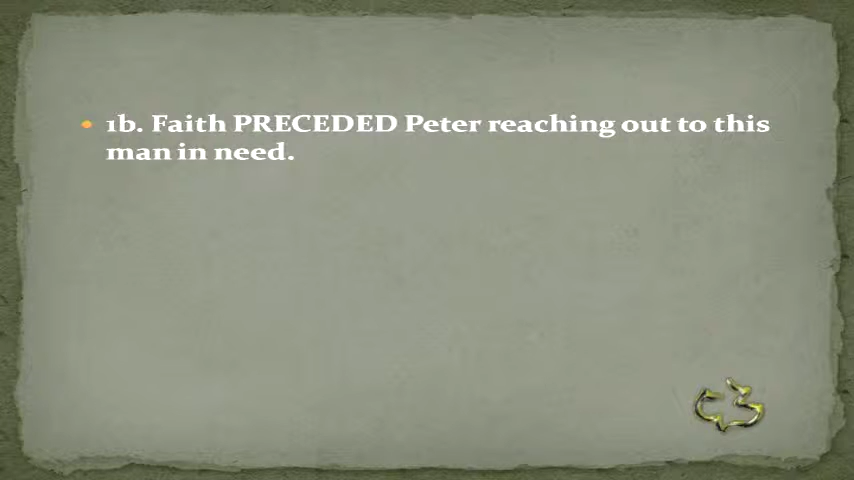 • 1b. Faith PRECEDED Peter reaching out to this
man in need.